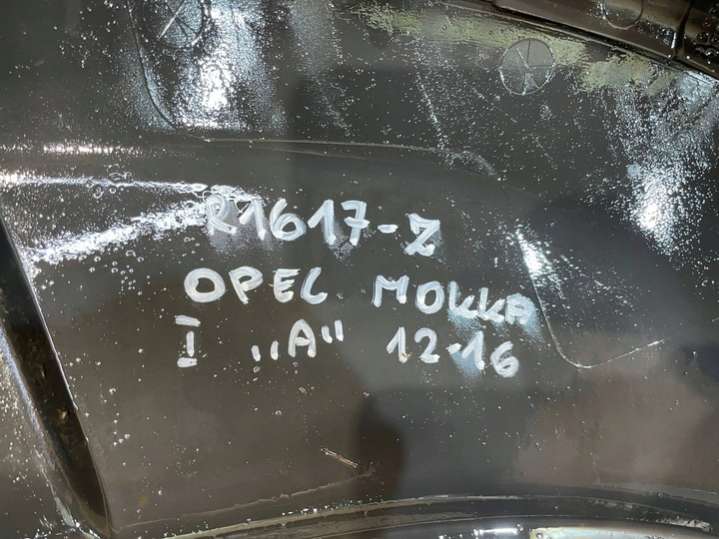 R1617-Z
OPEL MOKKA
I „A" 12-16